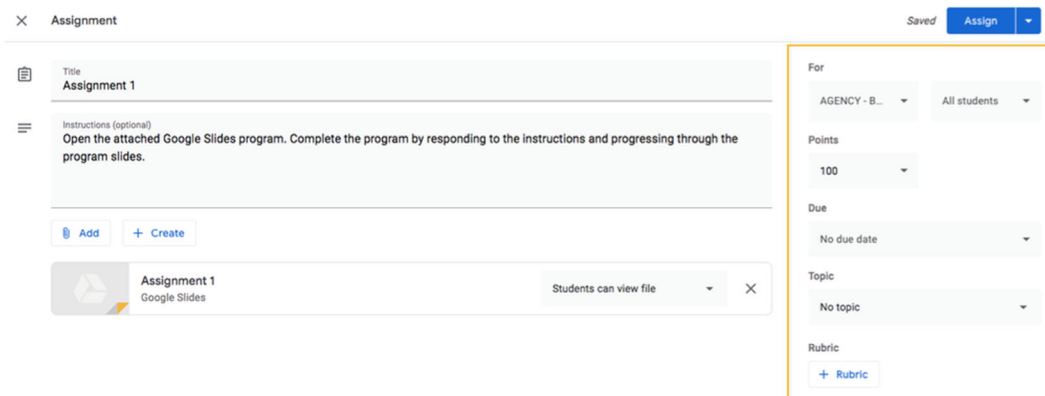 Assignment
Saved
Assign
Title
Assignment 1
Instructions (optional)
Open the attached Google Slides program. Complete the program by responding to the instructions and progressing through the
program slides.
Add
+ Create
Assignment 1
Google Slides
Students can view file
For
AGENCY - B...
All students
Points
100
Due
No due date
Topic
No topic
Rubric
+ Rubric